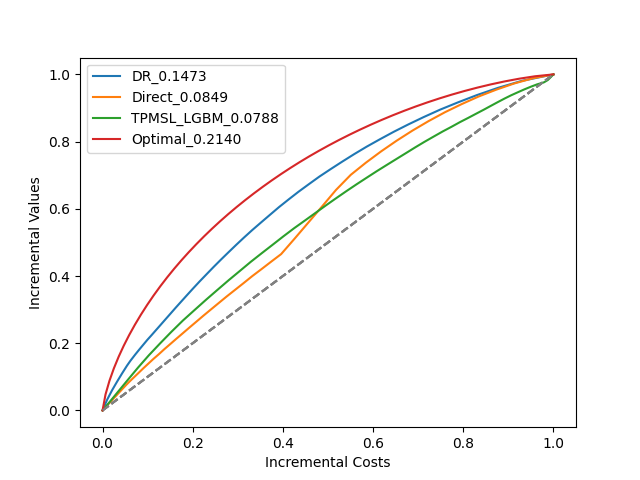 DR_0.1473
Direct_0.0849
TPMSL_LGBM_0.0788
Optimal_0.2140
1.0
0.8
0.6
0.4
0.2
0.0
Incremental Values
0.0 0.2 0.4 0.6 0.8 1.0
Incremental Costs